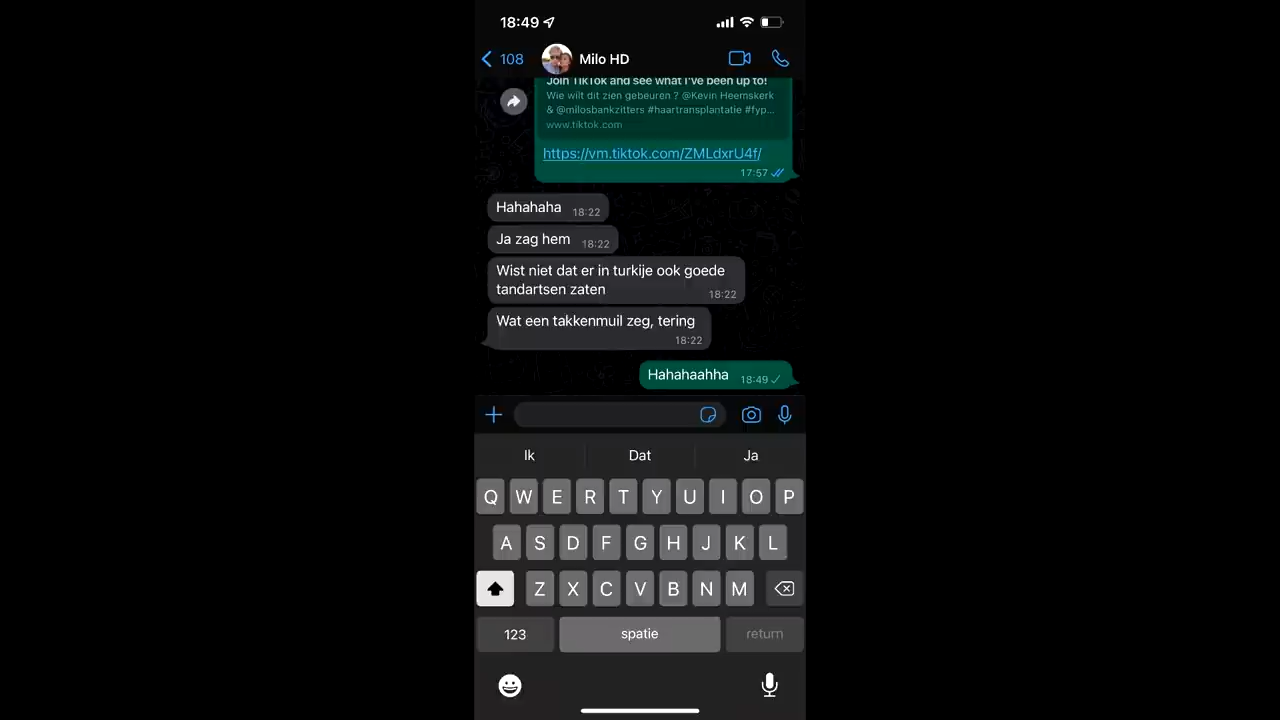 18:49
108
Milo HD
Join TikTok and see what I've been up to!
Wie wilt dit zien gebeuren ? @Kevin Heemskerk
& @milosbankzitters #haartransplantatie #fyp...
www.tiktok.com
https://vm.tiktok.com/ZMLdxrU4f/
17:57
Hahahaha 18:22
Ja zag hem 18:22
Wist niet dat er in turkije ook goede
tandartsen zaten
18:22
Wat een takkenmuil zeg, tering
18:22
Hahahaahha 18:49
Ik Dat Ja
Q W E R T Y U I O P
A S D F G H J K L
Z X C V B N M
123 spatie return